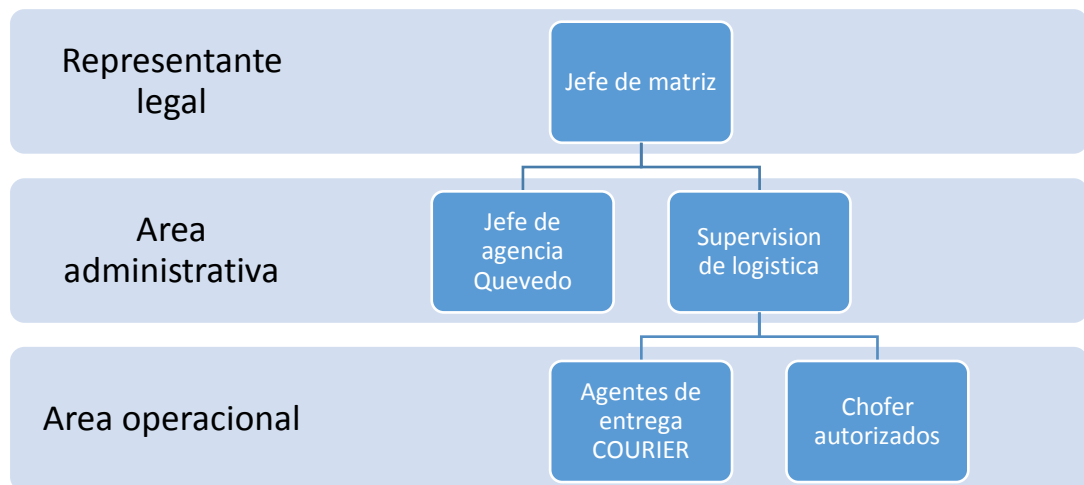 Representante
legal
Jefe de matriz
Area
administrativa
Jefe de
agencia
Quevedo
Supervision
de logistica
Area operacional
Agentes de
entrega
COURIER
Chofer
autorizados